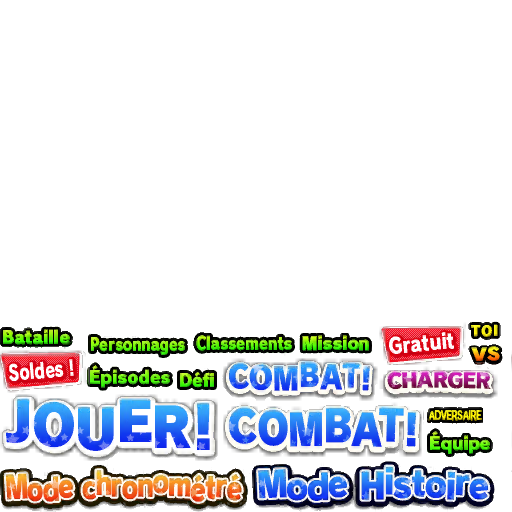 Bataille
Personnages
Classements
Mission
Gratuit
TOI
VS
Soldes !
Épisodes
Défi
COMBAT!
CHARGER
JOUER!
COMBAT!
ADVERSAIRE
Équipe
Mode chronométré
Mode Histoire